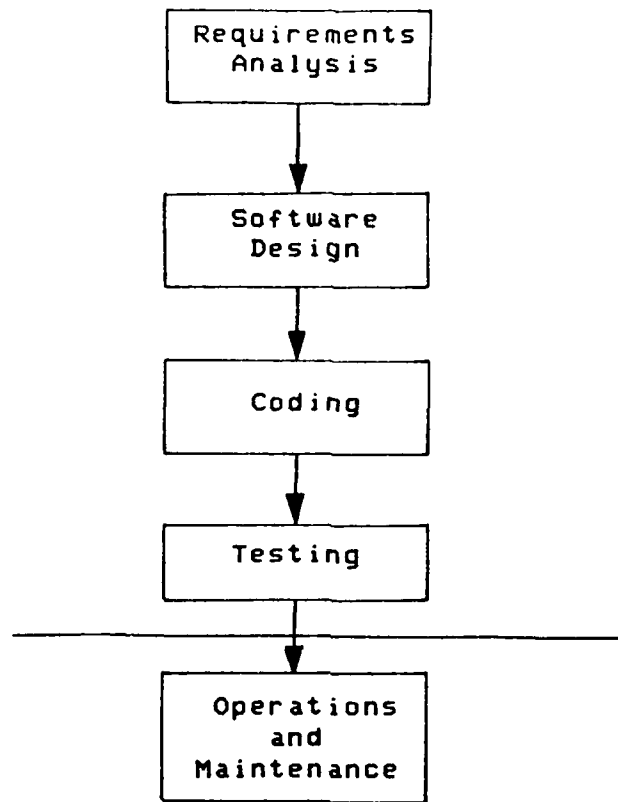 Requirements
Analysis
Software
Design
Coding
Testing
Operations
and
Maintenance